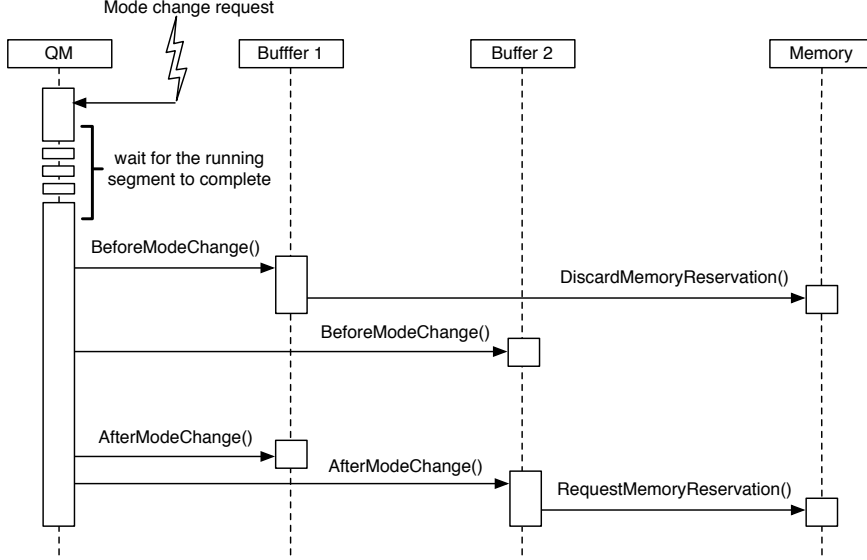 Mode change request
QM
Bufffer 1
Buffer 2
Memory
wait for the running
segment to complete
BeforeModeChange()
DiscardMemoryReservation()
BeforeModeChange()
AfterModeChange()
AfterModeChange()
RequestMemoryReservation()